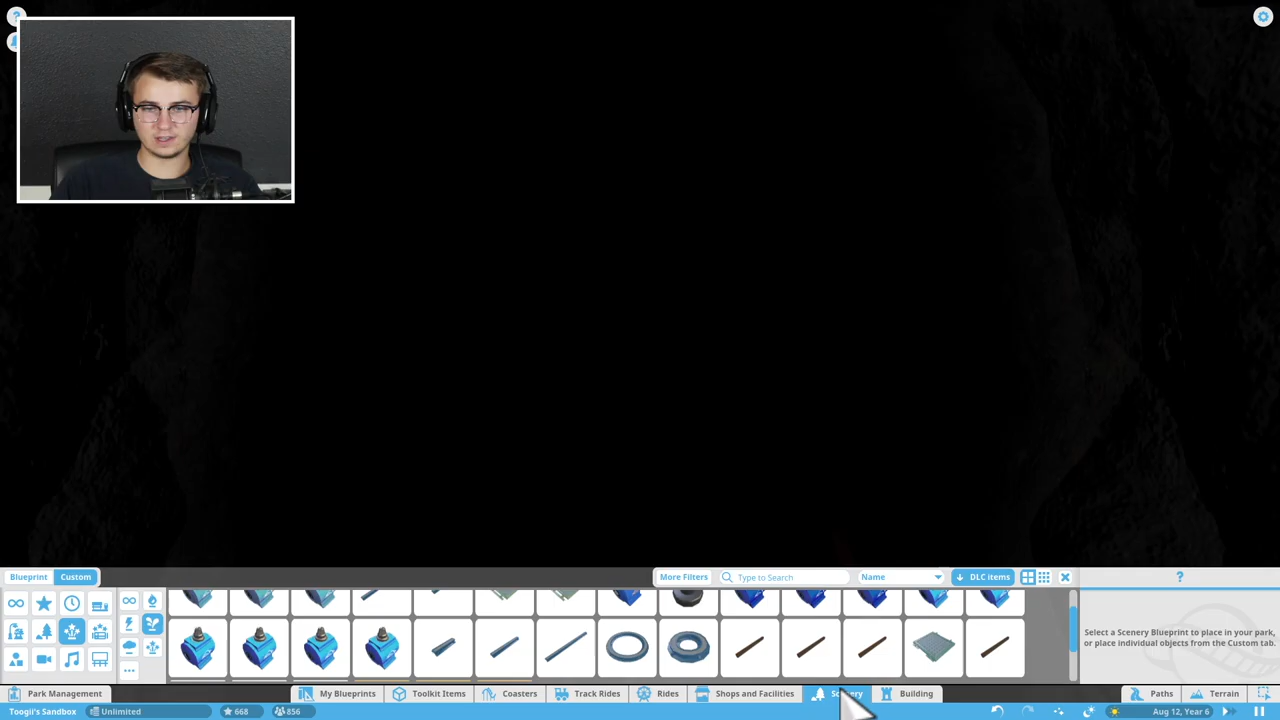 ?
Blueprint Custom
More Filters Type to Search Name DLC items
?
Select a Scenery Blueprint to place in your park,
or place individual objects from the Custom tab.
Park Management My Blueprints Toolkit Items Coasters Track Rides Rides Shops and Facilities Scenery Building Paths Terrain
Toogii's Sandbox Unlimited 668 856 Aug 12, Year 6